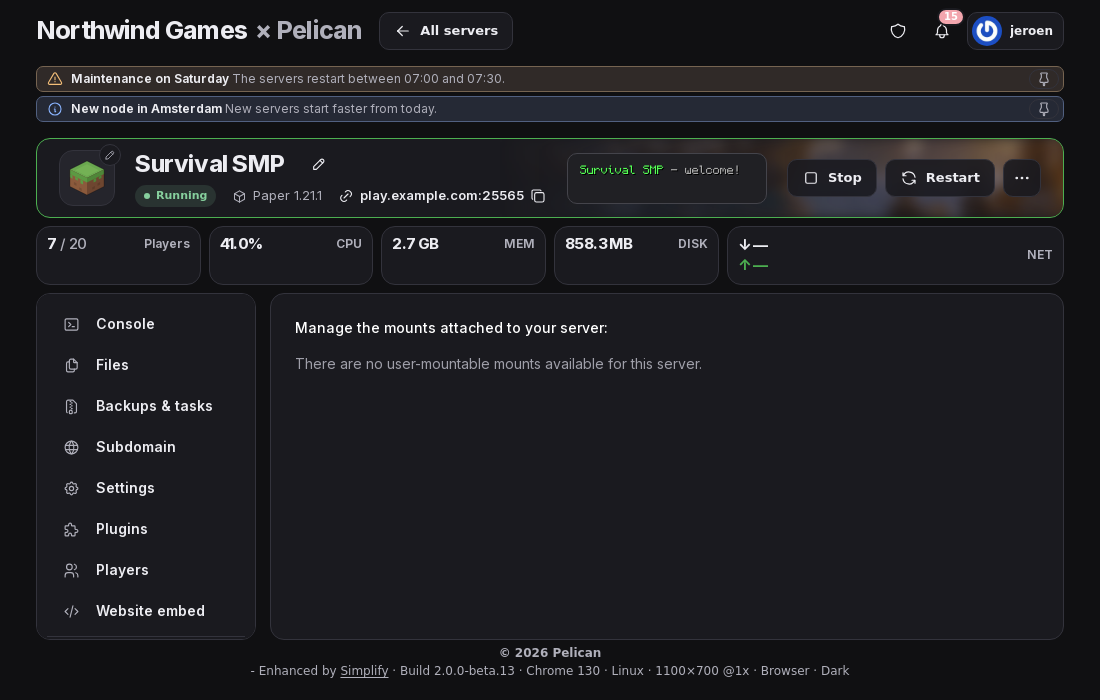 Northwind Games × Pelican
All servers
15
jeroen
Maintenance on Saturday The servers restart between 07:00 and 07:30.
New node in Amsterdam New servers start faster from today.
Survival SMP
Running
Paper 1.21.1
play.example.com:25565
Survival SMP – welcome!
Stop
Restart
7 / 20 Players
41.0% CPU
2.7 GB MEM
858.3 MB DISK
↓—
↑—
NET
Console
Files
Backups & tasks
Subdomain
Settings
Plugins
Players
Website embed
Manage the mounts attached to your server:
There are no user-mountable mounts available for this server.
© 2026 Pelican
- Enhanced by Simplify · Build 2.0.0-beta.13 · Chrome 130 · Linux · 1100×700 @1x · Browser · Dark